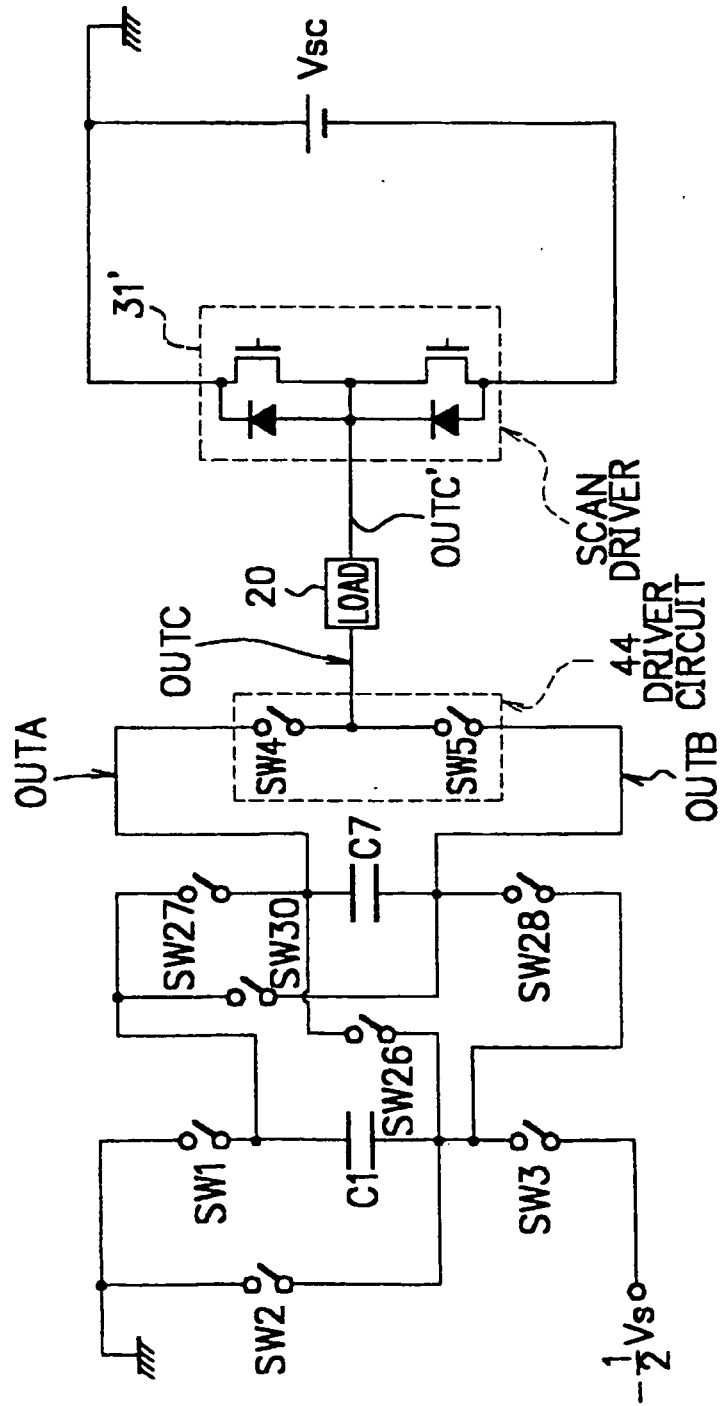 OUTA
OUTC
20
LOAD
OUTC'
31'
Vsc
SW1
SW2
SW3
C1
SW26
SW27
SW30
C7
SW28
SW4
SW5
OUTB
44
DRIVER
CIRCUIT
SCAN
DRIVER
-1/2Vs